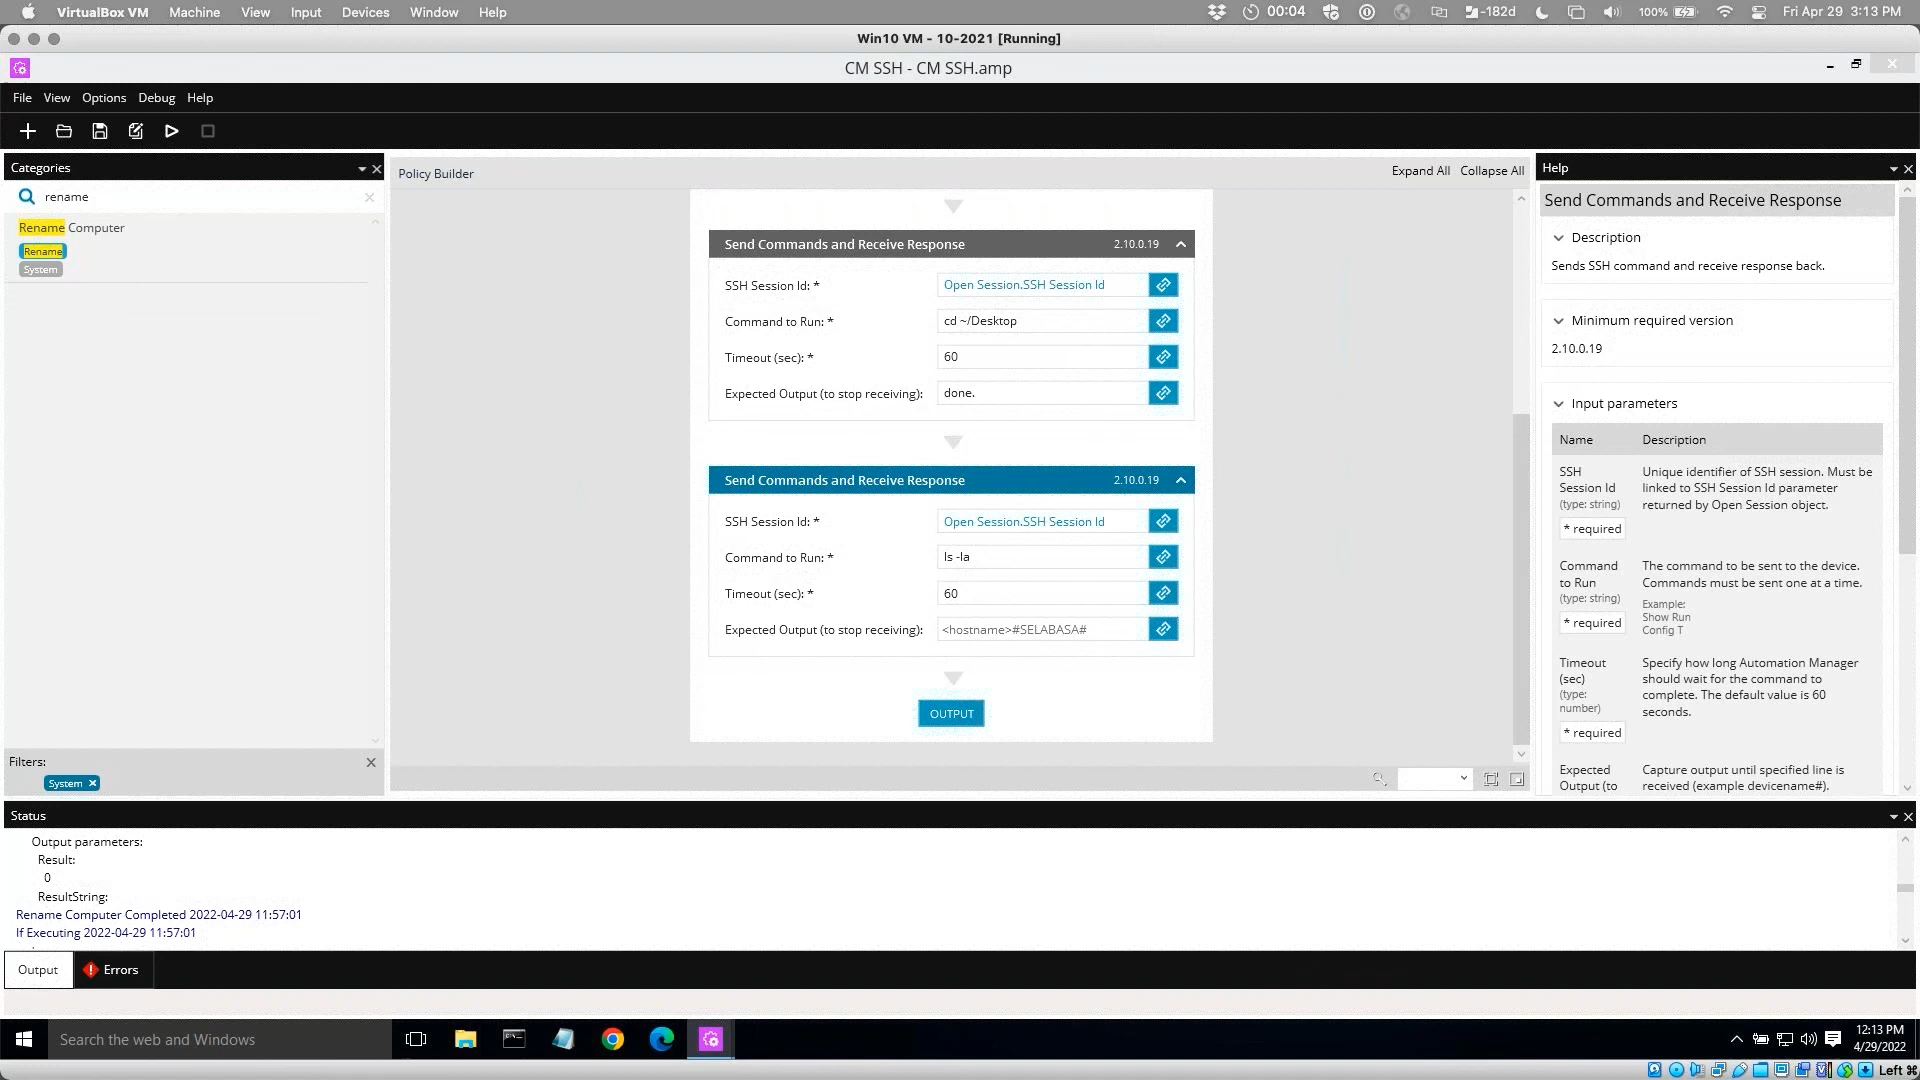 VirtualBox VM Machine View Input Devices Window Help 00:04 -182d 100% Fri Apr 29 3:13 PM
Win10 VM - 10-2021 [Running]
CM SSH - CM SSH.amp
File View Options Debug Help
Categories
rename
Rename Computer
Rename
System
Filters:
System
Policy Builder
Expand All Collapse All
Send Commands and Receive Response 2.10.0.19
SSH Session Id: * Open Session.SSH Session Id
Command to Run: * cd ~/Desktop
Timeout (sec): * 60
Expected Output (to stop receiving): done.
Send Commands and Receive Response 2.10.0.19
SSH Session Id: * Open Session.SSH Session Id
Command to Run: * ls -la
Timeout (sec): * 60
Expected Output (to stop receiving): <hostname>#SELABASA#
OUTPUT
Help
Send Commands and Receive Response
Description
Sends SSH command and receive response back.
Minimum required version
2.10.0.19
Input parameters
Name Description
SSH
Session Id
(type: string)
* required
Unique identifier of SSH session. Must be
linked to SSH Session Id parameter
returned by Open Session object.
Command
to Run
(type: string)
* required
The command to be sent to the device.
Commands must be sent one at a time.
Example:
Show Run
Config T
Timeout
(sec)
(type:
number)
* required
Specify how long Automation Manager
should wait for the command to
complete. The default value is 60
seconds.
Expected
Output (to
Capture output until specified line is
received (example devicename#).
Status
Output parameters:
Result:
0
ResultString:
Rename Computer Completed 2022-04-29 11:57:01
If Executing 2022-04-29 11:57:01
Output Errors
Search the web and Windows
12:13 PM
4/29/2022
Left ⌘